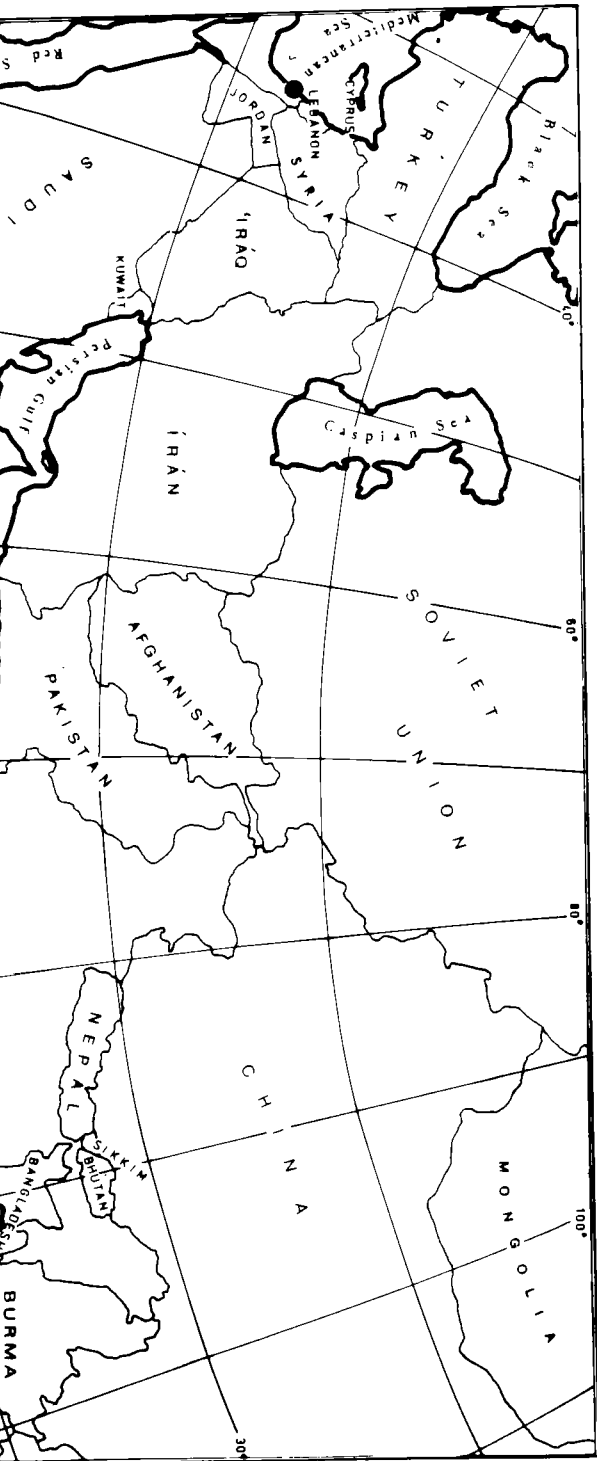 Red S
Mediterranean
Sea
CYPRUS
TURKEY
Black Sea
40°
LEBANON
JORDAN
SYRIA
SAUDI
'IRÁQ
KUWAIT
Persian Gulf
Caspian Sea
ÍRÁN
SOVIET
UNION
60°
AFGHANISTAN
PAKISTAN
80°
NEPAL
SIKKIM
BHUTAN
BANGLADESH
CHINA
MONGOLIA
100°
BURMA
30°